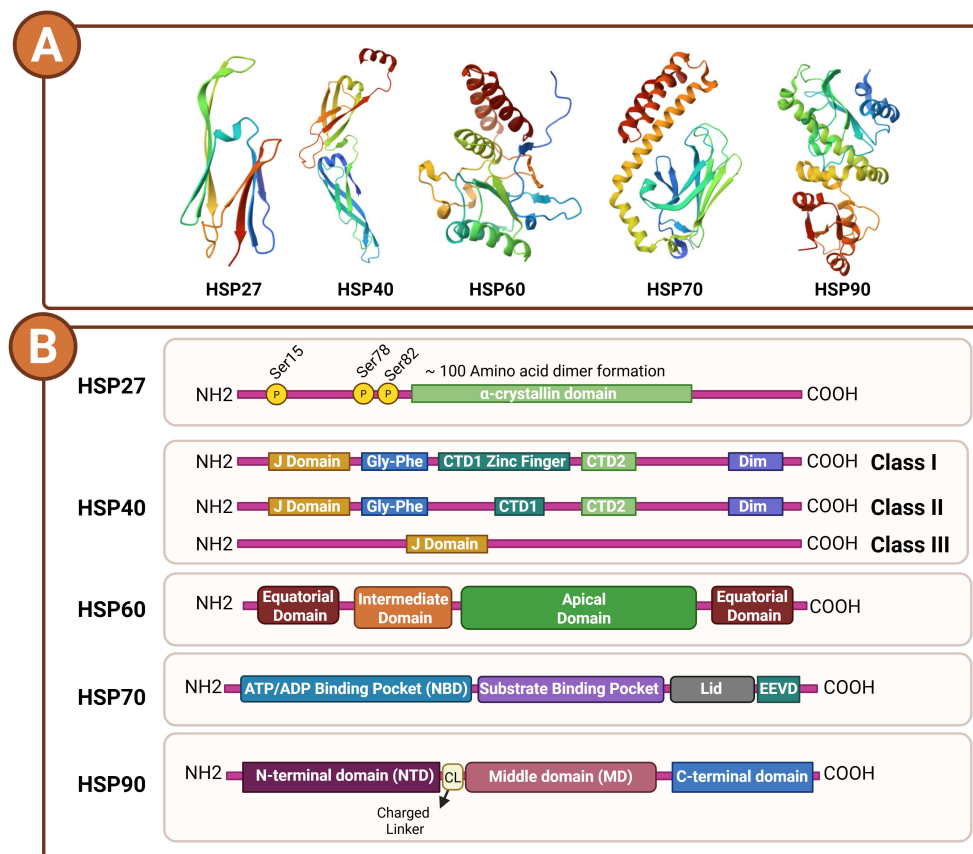 A
HSP27
HSP40
HSP60
HSP70
HSP90
B
HSP27
Ser15
Ser78
Ser82
~ 100 Amino acid dimer formation
NH2
P
P
P
α-crystallin domain
COOH
HSP40
NH2
J Domain
Gly-Phe
CTD1 Zinc Finger
CTD2
Dim
COOH
Class I
NH2
J Domain
Gly-Phe
CTD1
CTD2
Dim
COOH
Class II
NH2
J Domain
COOH
Class III
HSP60
NH2
Equatorial
Domain
Intermediate
Domain
Apical
Domain
Equatorial
Domain
COOH
HSP70
NH2
ATP/ADP Binding Pocket (NBD)
Substrate Binding Pocket
Lid
EEVD
COOH
HSP90
NH2
N-terminal domain (NTD)
CL
Middle domain (MD)
C-terminal domain
COOH
Charged
Linker